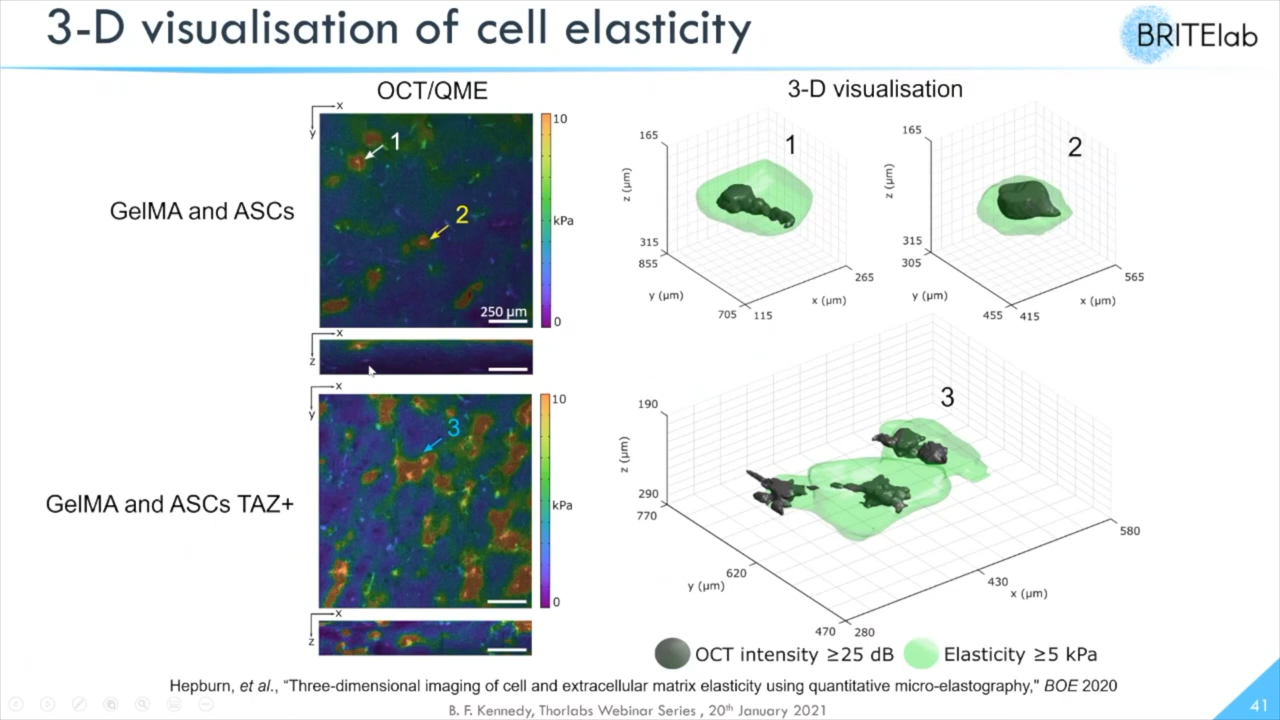 3-D visualisation of cell elasticity
BRITElab
OCT/QME
3-D visualisation
x
y
1
2
250 µm
10
kPa
0
GelMA and ASCs
x
z
x
y
3
10
kPa
0
GelMA and ASCs TAZ+
x
z
165
z (µm)
315
855
y (µm)
705
115
x (µm)
265
1
165
z (µm)
315
305
y (µm)
455
415
x (µm)
565
2
190
z (µm)
290
770
y (µm)
620
470
280
430
x (µm)
580
3
OCT intensity ≥25 dB
Elasticity ≥5 kPa
Hepburn, et al., “Three-dimensional imaging of cell and extracellular matrix elasticity using quantitative micro-elastography," BOE 2020
B. F. Kennedy, Thorlabs Webinar Series , 20th January 2021
41